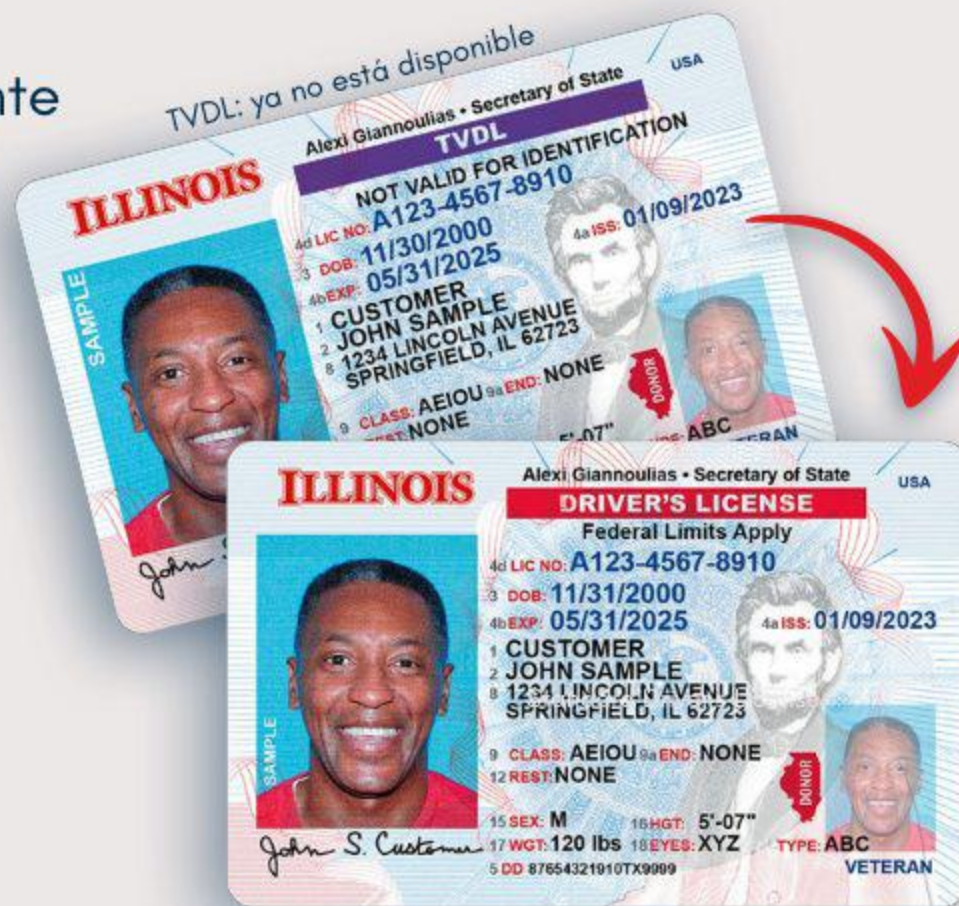 nte
TVDL: ya no está disponible
ILLINOIS
Alexi Giannoulias • Secretary of State
USA
TVDL
NOT VALID FOR IDENTIFICATION
4d LIC NO: A123-4567-8910
3 DOB: 11/30/2000
4b EXP: 05/31/2025
4a ISS: 01/09/2023
1 CUSTOMER
2 JOHN SAMPLE
8 1234 LINCOLN AVENUE
SPRINGFIELD, IL 62723
9 CLASS: AEIOU 9a END: NONE
NONE
5'-07"
ABC
DONOR
SAMPLE
John
ILLINOIS
Alexi Giannoulias • Secretary of State
USA
DRIVER'S LICENSE
Federal Limits Apply
4d LIC NO: A123-4567-8910
3 DOB: 11/31/2000
4b EXP: 05/31/2025
4a ISS: 01/09/2023
1 CUSTOMER
2 JOHN SAMPLE
8 1234 LINCOLN AVENUE
SPRINGFIELD, IL 62723
9 CLASS: AEIOU 9a END: NONE
12 REST: NONE
DONOR
15 SEX: M 16 HGT: 5'-07"
17 WGT: 120 lbs 18 EYES: XYZ TYPE: ABC
5 DD 87654321910TX9999
VETERAN
SAMPLE
John S. Customer